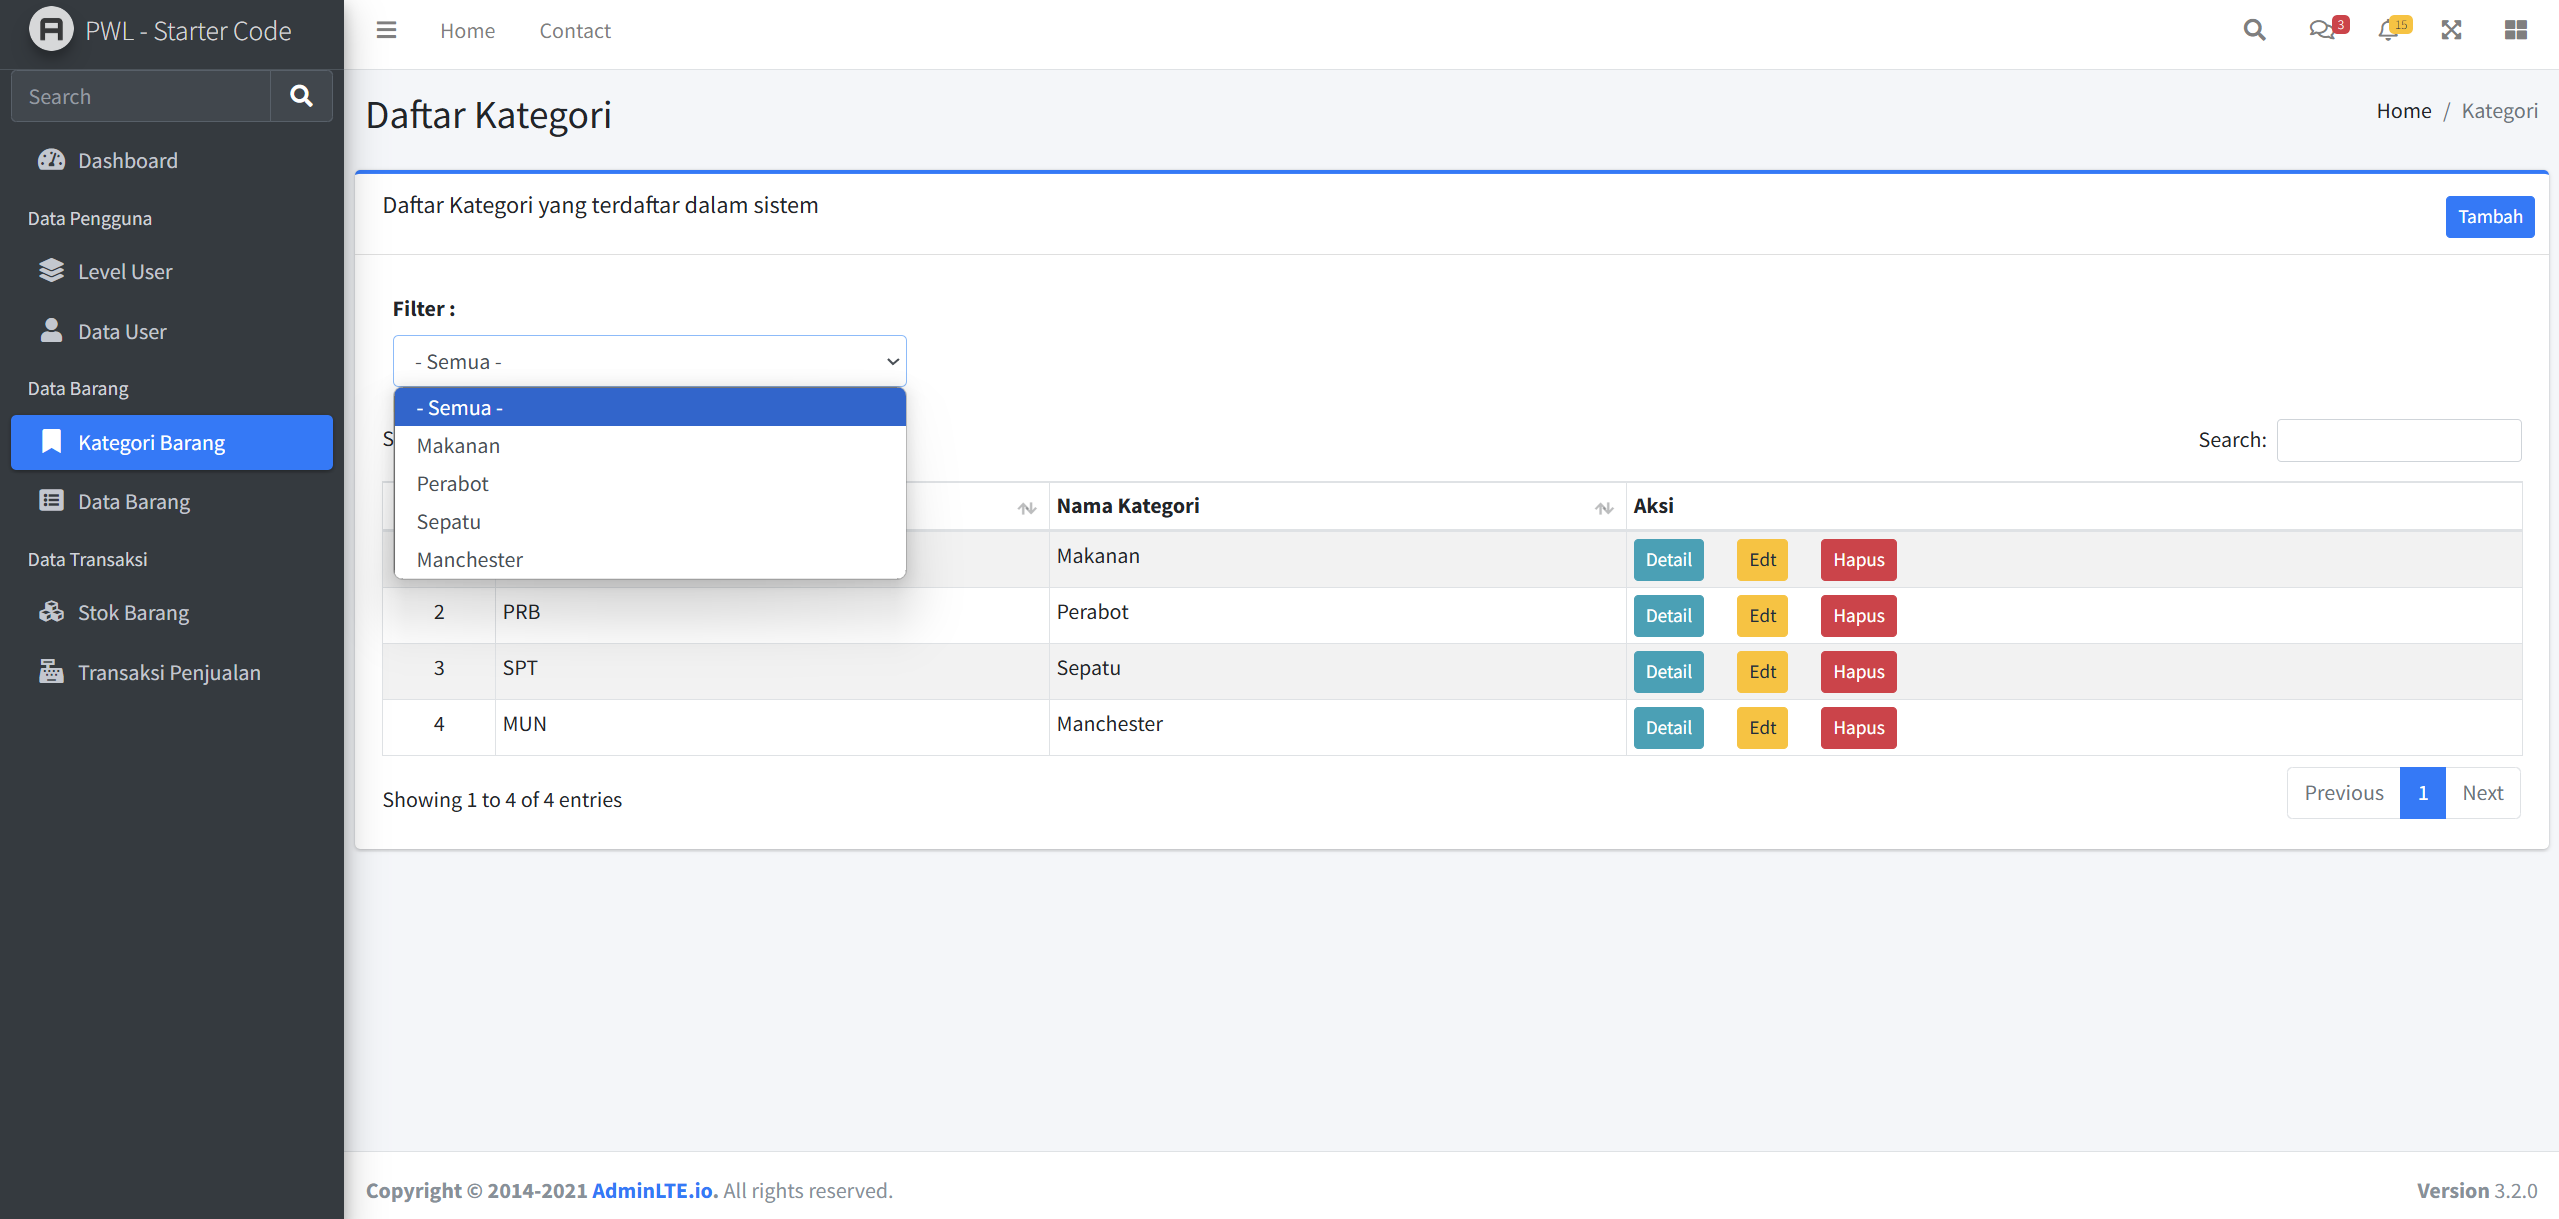 PWL - Starter Code
Home
Contact
3
15
Search
Daftar Kategori
Home / Kategori
Dashboard
Data Pengguna
Level User
Data User
Data Barang
Kategori Barang
Data Barang
Data Transaksi
Stok Barang
Transaksi Penjualan
Daftar Kategori yang terdaftar dalam sistem
Tambah
Filter :
- Semua -
- Semua -
Makanan
Perabot
Sepatu
Manchester
Search:
Nama Kategori Aksi
Makanan Detail Edt Hapus
2 PRB Perabot Detail Edt Hapus
3 SPT Sepatu Detail Edt Hapus
4 MUN Manchester Detail Edt Hapus
Showing 1 to 4 of 4 entries
Previous 1 Next
Copyright © 2014-2021 AdminLTE.io. All rights reserved.
Version 3.2.0